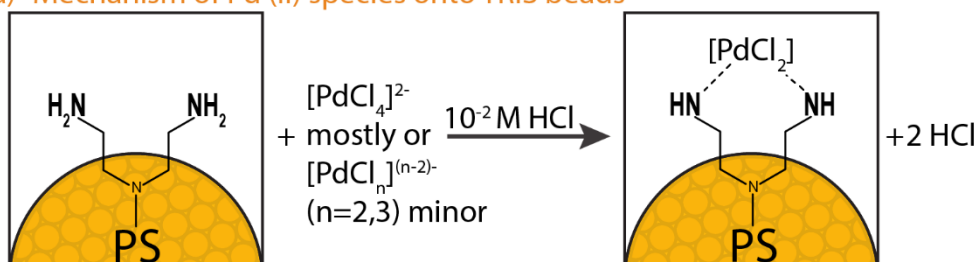 a) Mechanism of Pd (II) species onto TRIS beads
H₂N NH₂
N
PS
+
[PdCl₄]²⁻
mostly or
[PdClₙ]⁽ⁿ⁻²⁾⁻
(n=2,3) minor
10⁻² M HCl
[PdCl₂]
HN NH
N
PS
+2 HCl